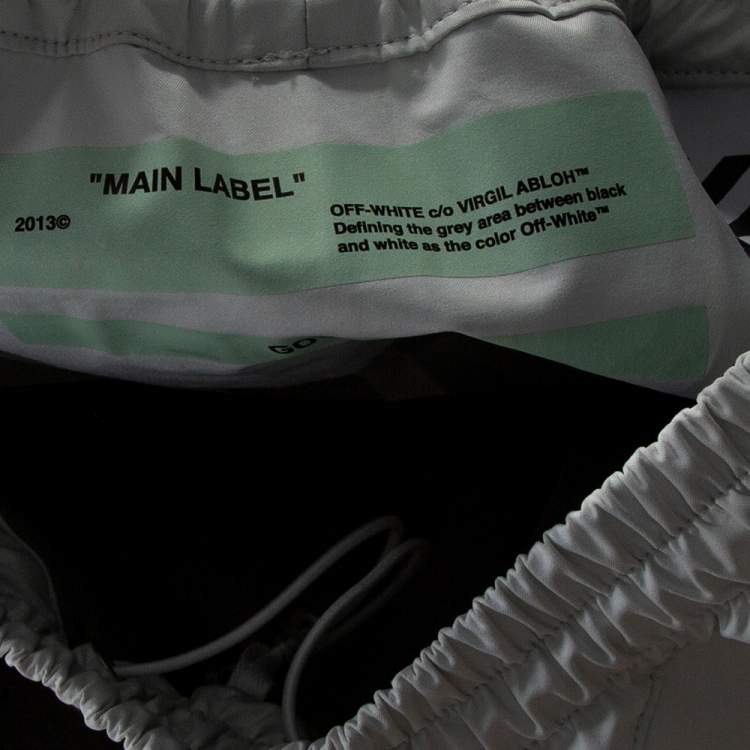 "MAIN LABEL"
2013©
OFF-WHITE c/o VIRGIL ABLOH™
Defining the grey area between black
and white as the color Off-White™
GO